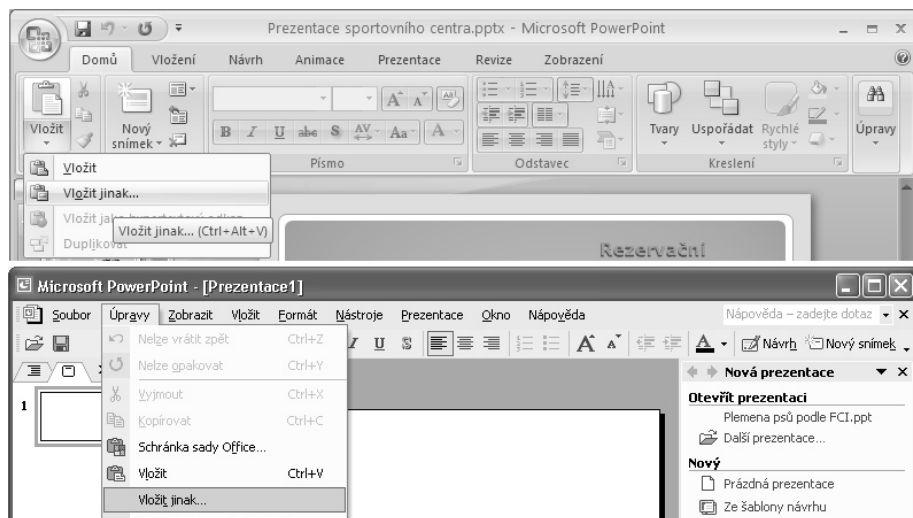 Prezentace sportovního centra.pptx - Microsoft PowerPoint
Domů Vložení Návrh Animace Prezentace Revize Zobrazení
Vložit Nový snímek Tvary Uspořádat Rychlé styly Úpravy
B I U abe S AV Aa A
Písmo Odstavec Kreslení
Vložit
Vložit jinak...
Vložit jako hypertextový odkaz
Vložit jinak... (Ctrl+Alt+V)
Duplikovat
Rezervační
Microsoft PowerPoint - [Prezentace1]
Soubor Úpravy Zobrazit Vložit Formát Nástroje Prezentace Okno Nápověda Nápověda – zadejte dotaz
I U S A A A Návrh Nový snímek
Nelze vrátit zpět Ctrl+Z
Nelze opakovat Ctrl+Y
Vyjmout Ctrl+X
Kopírovat Ctrl+C
Schránka sady Office...
Vložit Ctrl+V
Vložit jinak...
1
Nová prezentace
Otevřít prezentaci
Plemena psů podle FCI.ppt
Další prezentace...
Nový
Prázdná prezentace
Ze šablony návrhu